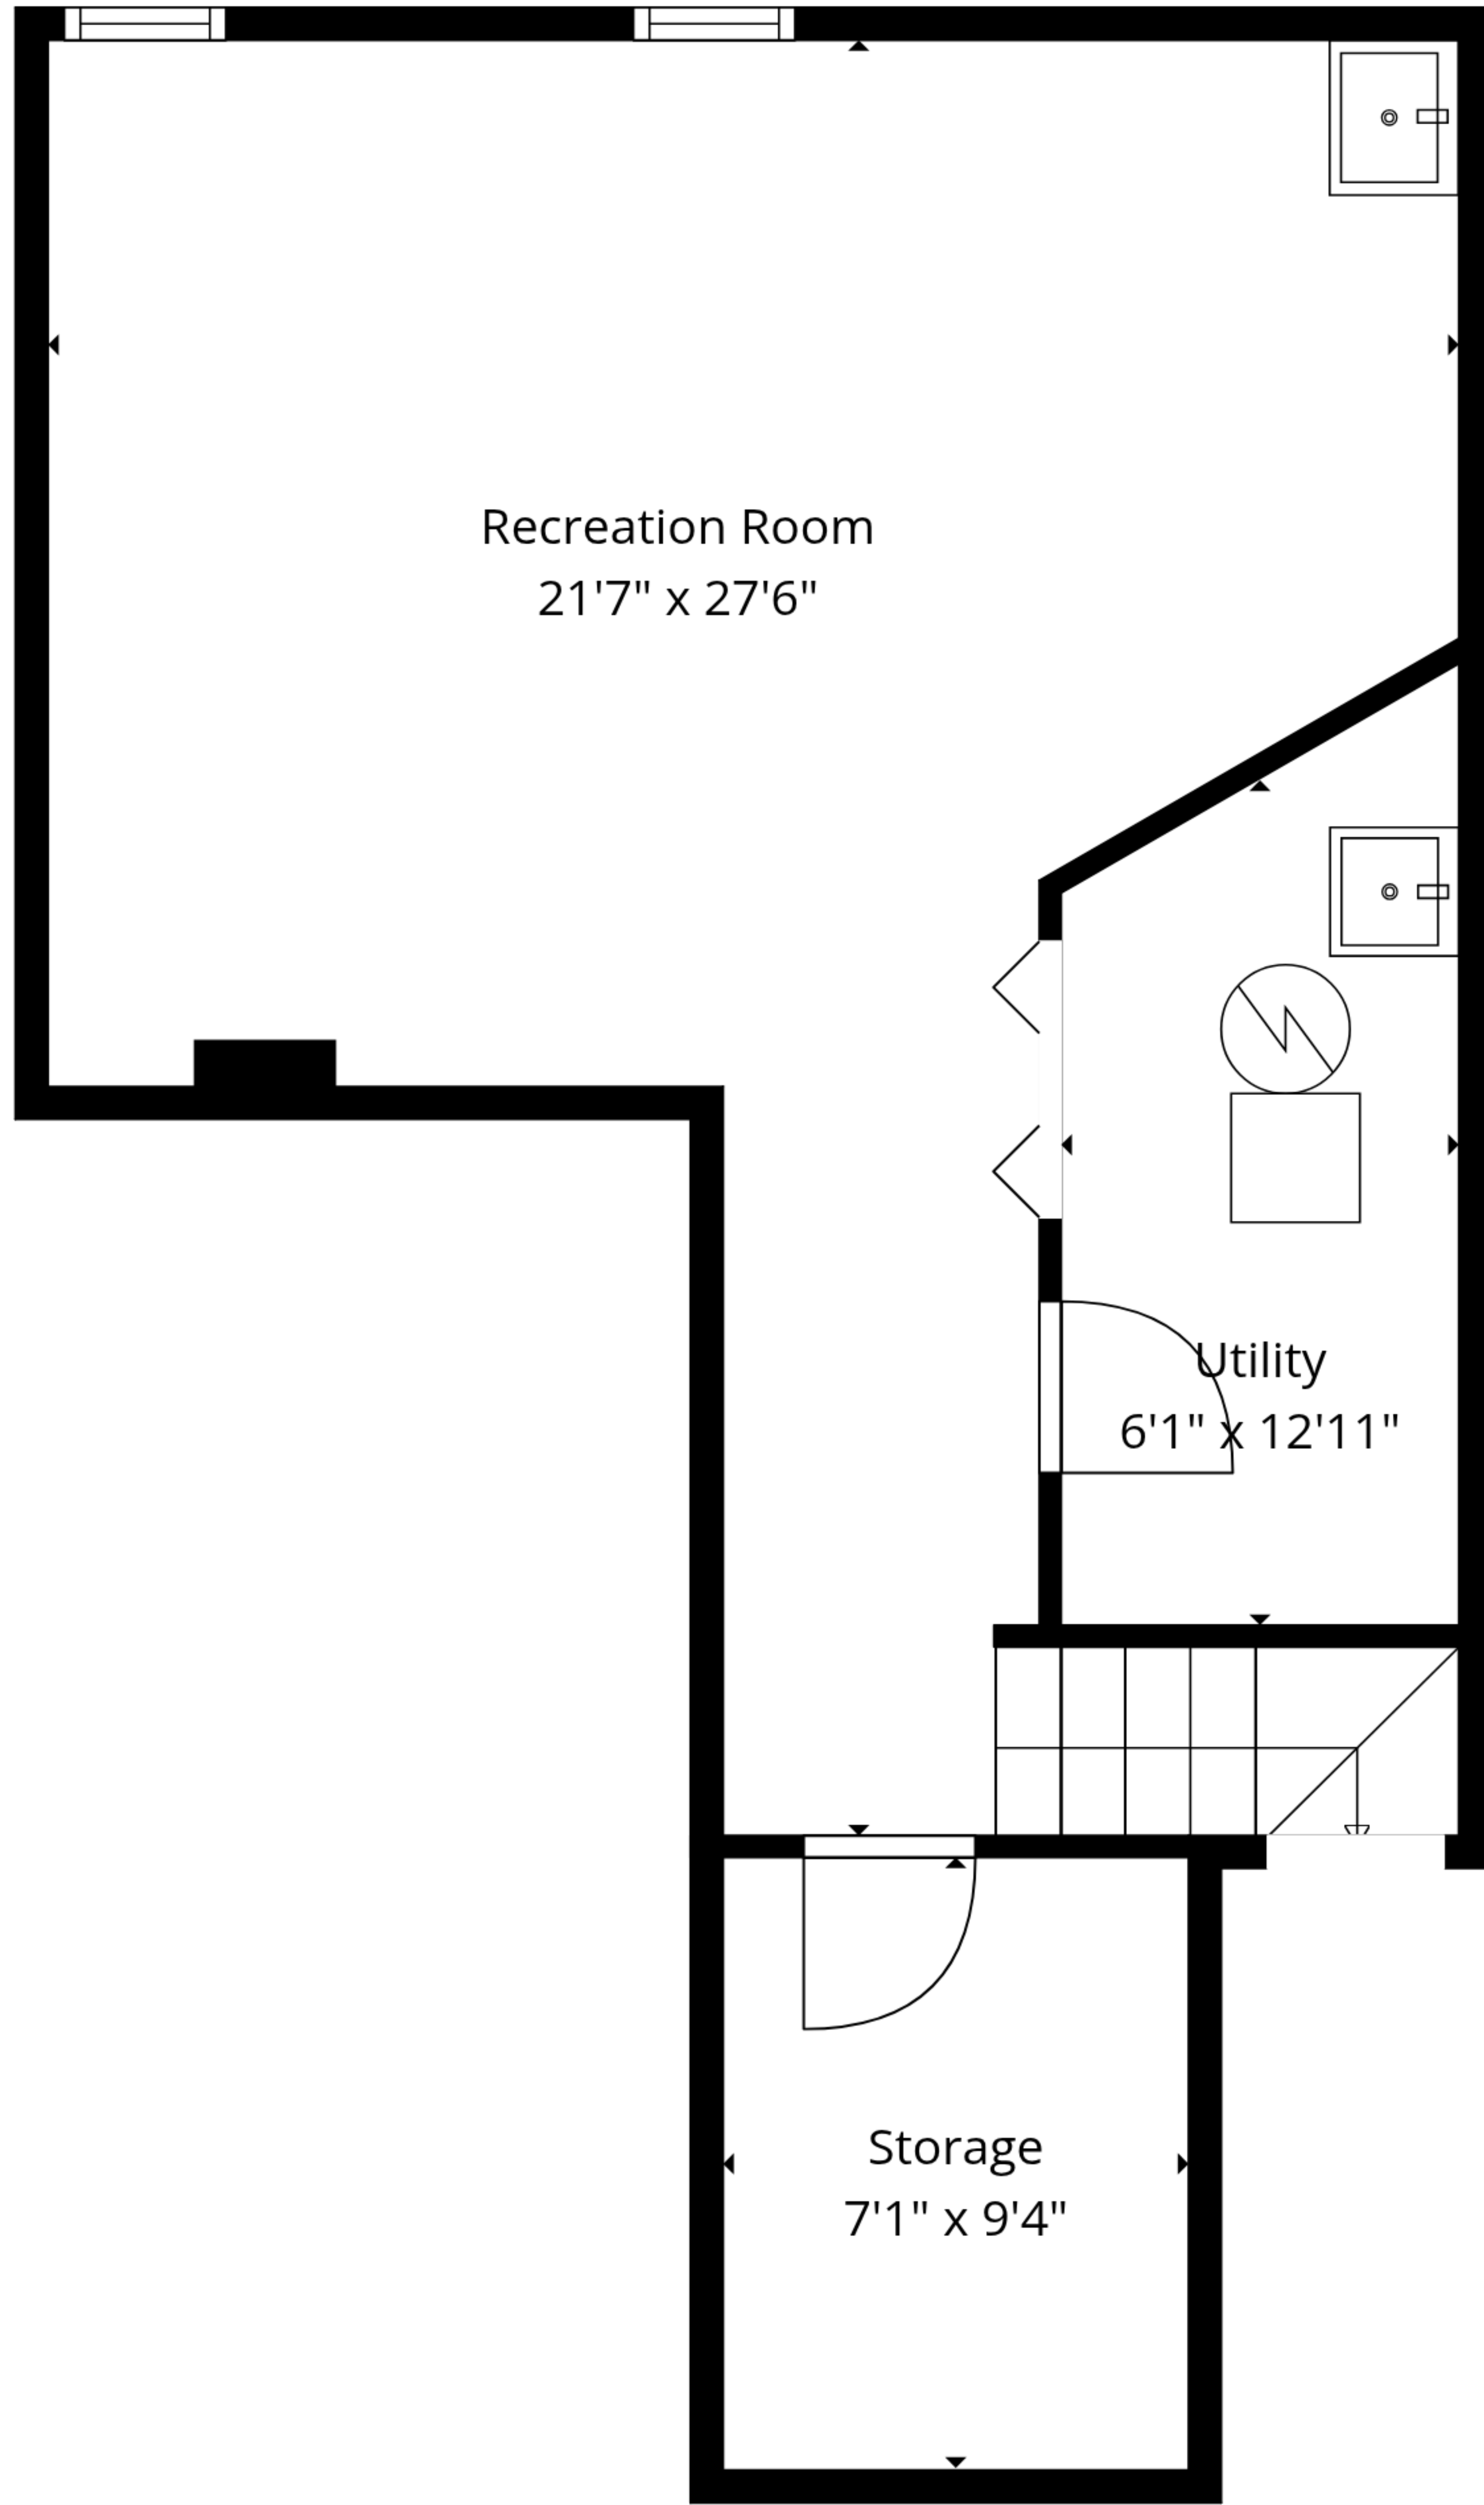 Recreation Room
21'7" x 27'6"
Utility
6'1" x 12'11"
Storage
7'1" x 9'4"